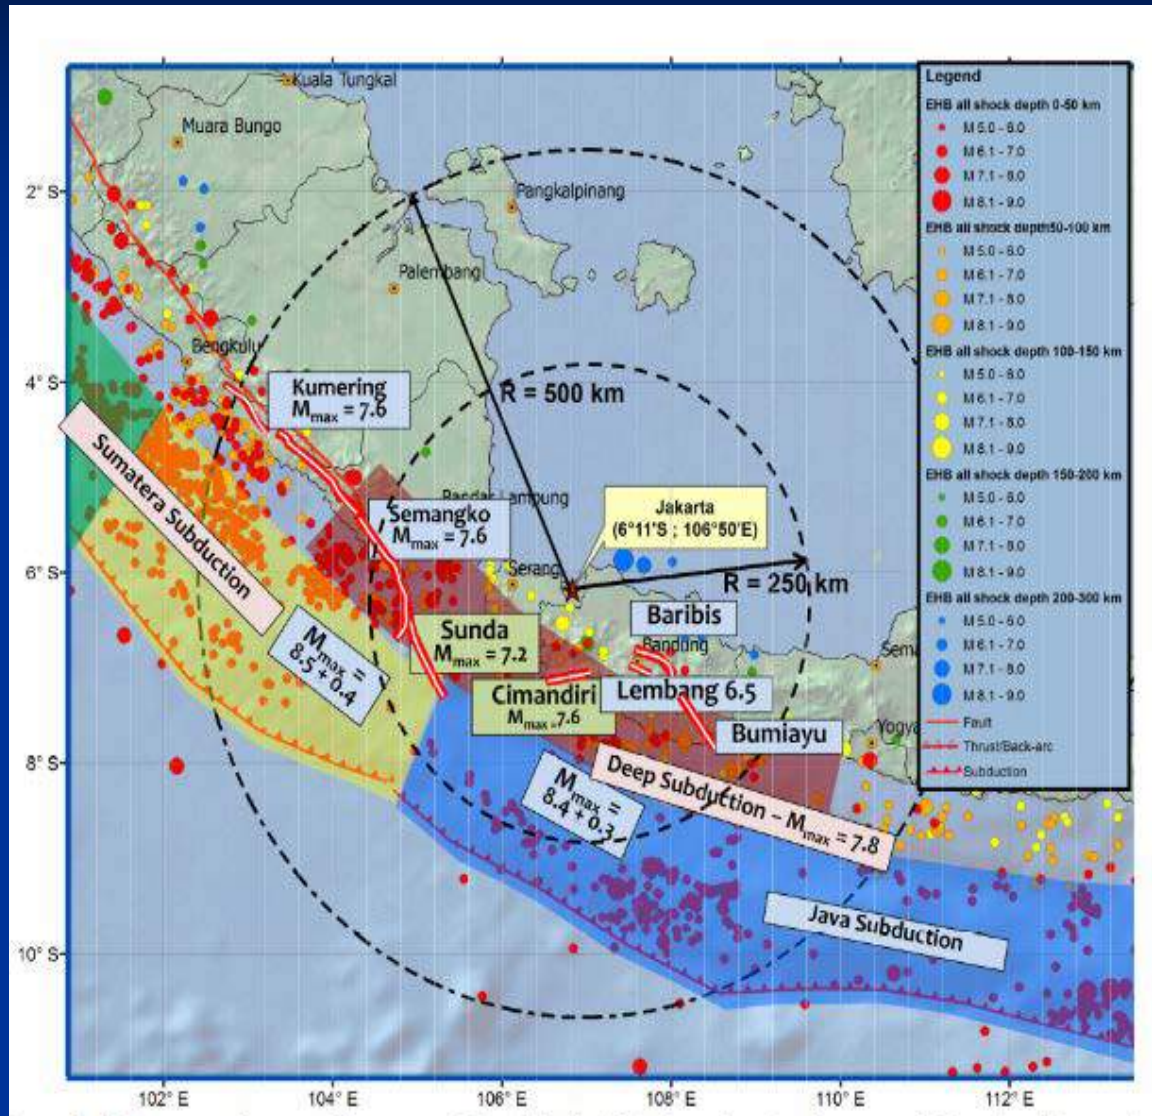 Kuala Tungkal
Muara Bungo
2° S
Pangkalpinang
Palembang
Bengkulu
4° S
Kumering
Mmax = 7.6
R = 500 km
Sumatera Subduction
Bandar Lampung
Semangko
Mmax = 7.6
Jakarta
(6°11'S ; 106°50'E)
6° S
Serang
R = 250 km
Baribis
Sunda
Mmax = 7.2
Bandung
Mmax =
8.5 + 0.4
Cimandiri
Mmax =7.6
Lembang 6.5
Bumiayu
8° S
Mmax =
8.4 + 0.3
Deep Subduction – Mmax = 7.8
Java Subduction
10° S
102° E
104° E
106° E
108° E
110° E
112° E
Legend
EHB all shock depth 0-50 km
M 5.0 - 6.0
M 6.1 - 7.0
M 7.1 - 8.0
M 8.1 - 9.0
EHB all shock depth50-100 km
M 5.0 - 6.0
M 6.1 - 7.0
M 7.1 - 8.0
M 8.1 - 9.0
EHB all shock depth 100-150 km
M 5.0 - 6.0
M 6.1 - 7.0
M 7.1 - 8.0
M 8.1 - 9.0
EHB all shock depth 150-200 km
M 5.0 - 6.0
M 6.1 - 7.0
M 7.1 - 8.0
M 8.1 - 9.0
EHB all shock depth 200-300 km
M 5.0 - 6.0
M 6.1 - 7.0
M 7.1 - 8.0
M 8.1 - 9.0
Fault
Thrust/Back-arc
Subduction